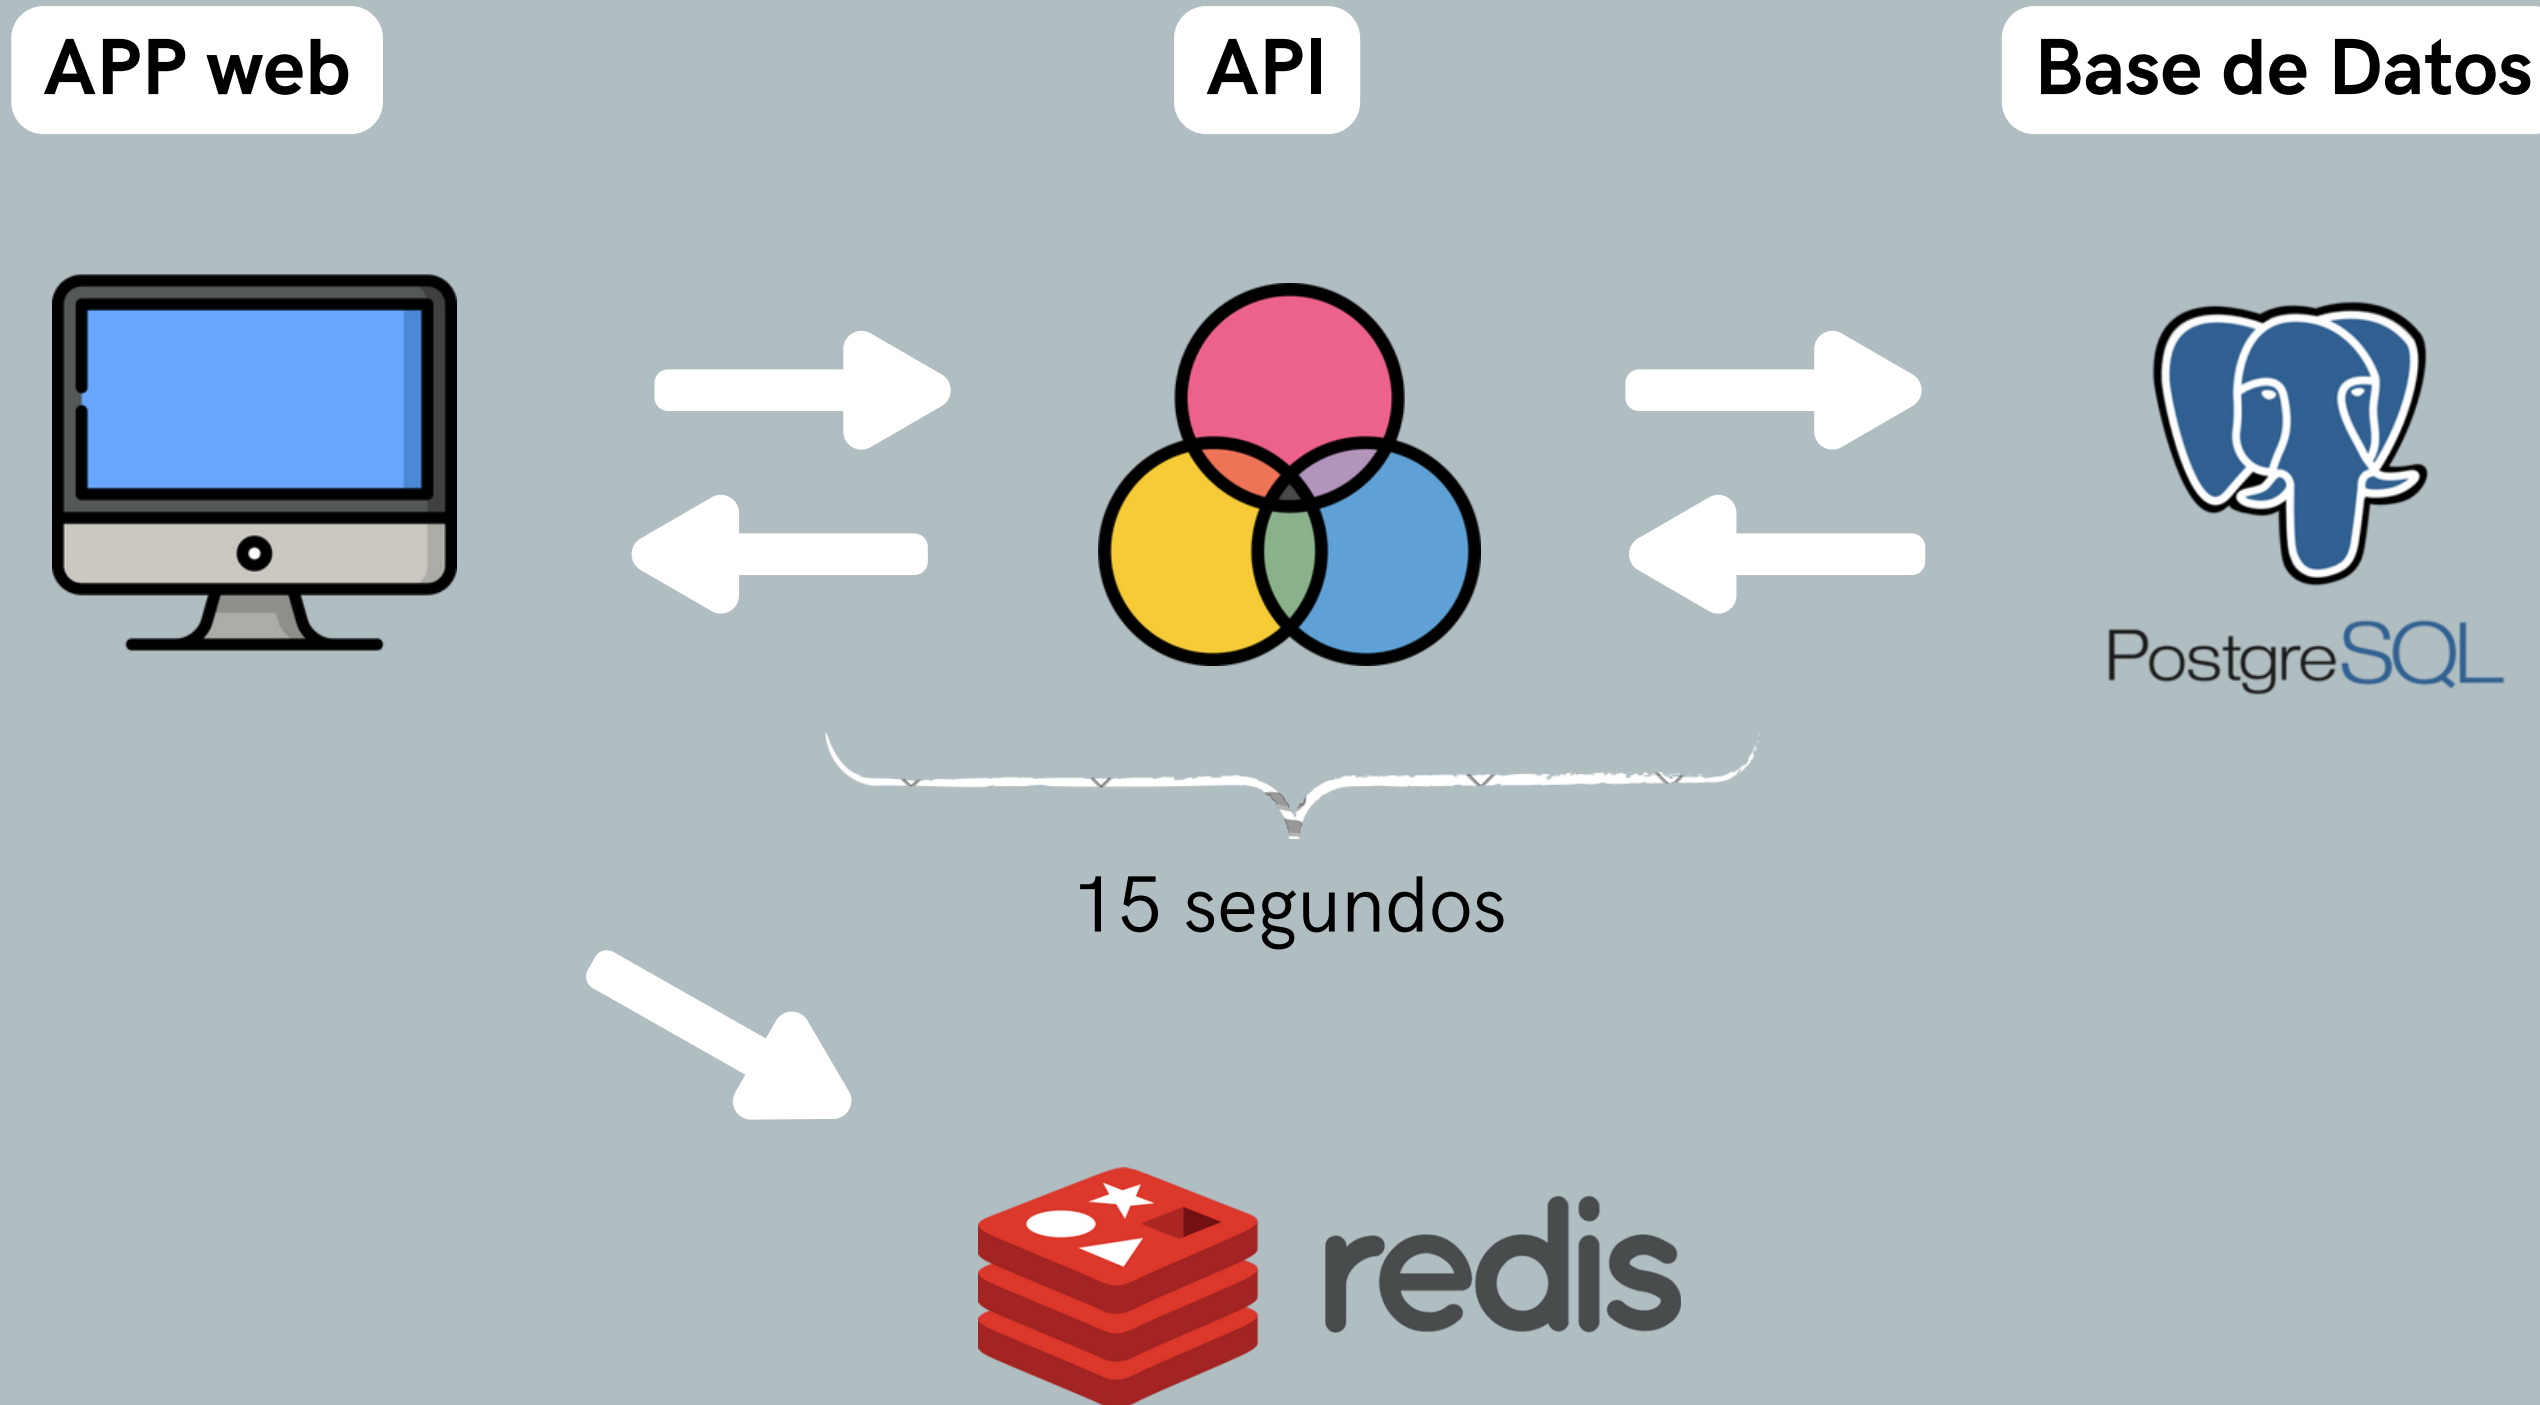 APP web
API
Base de Datos
PostgreSQL
15 segundos
redis